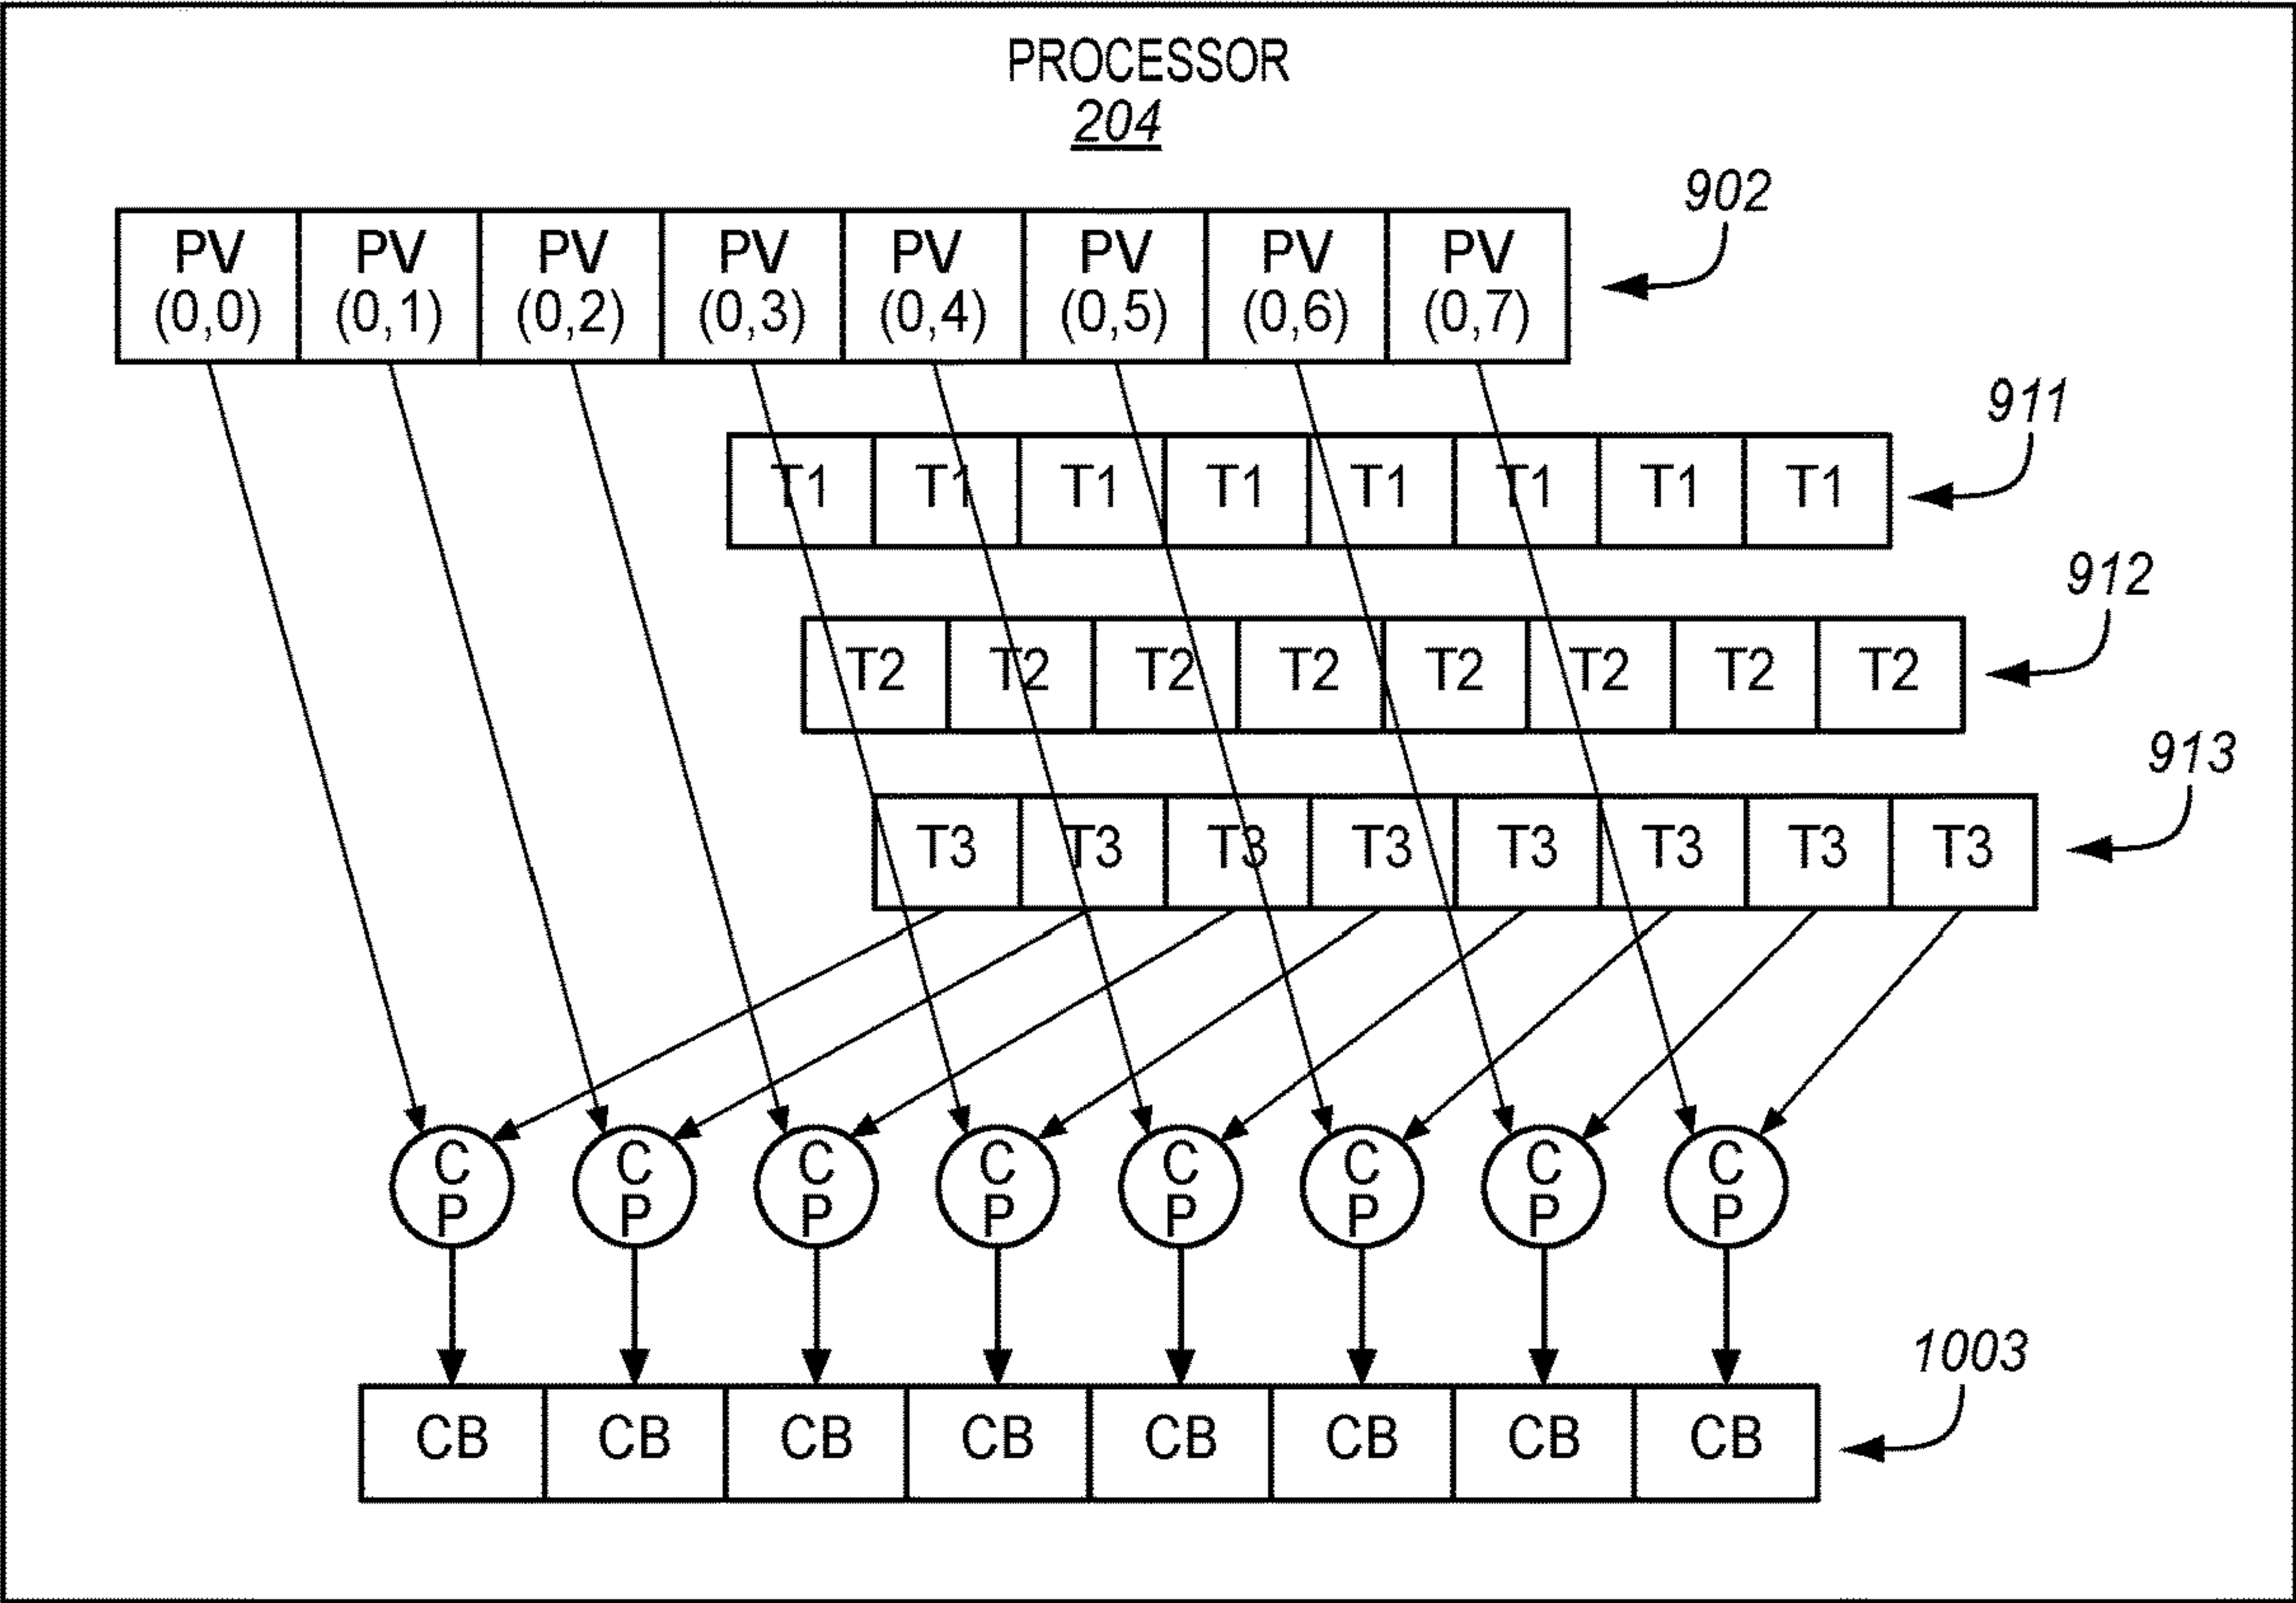 PROCESSOR
204
902
PV PV PV PV PV PV PV PV
(0,0) (0,1) (0,2) (0,3) (0,4) (0,5) (0,6) (0,7)
911
T1 T1 T1 T1 T1 T1 T1 T1
912
T2 T2 T2 T2 T2 T2 T2 T2
913
T3 T3 T3 T3 T3 T3 T3 T3
C C C C C C C C
P P P P P P P P
1003
CB CB CB CB CB CB CB CB